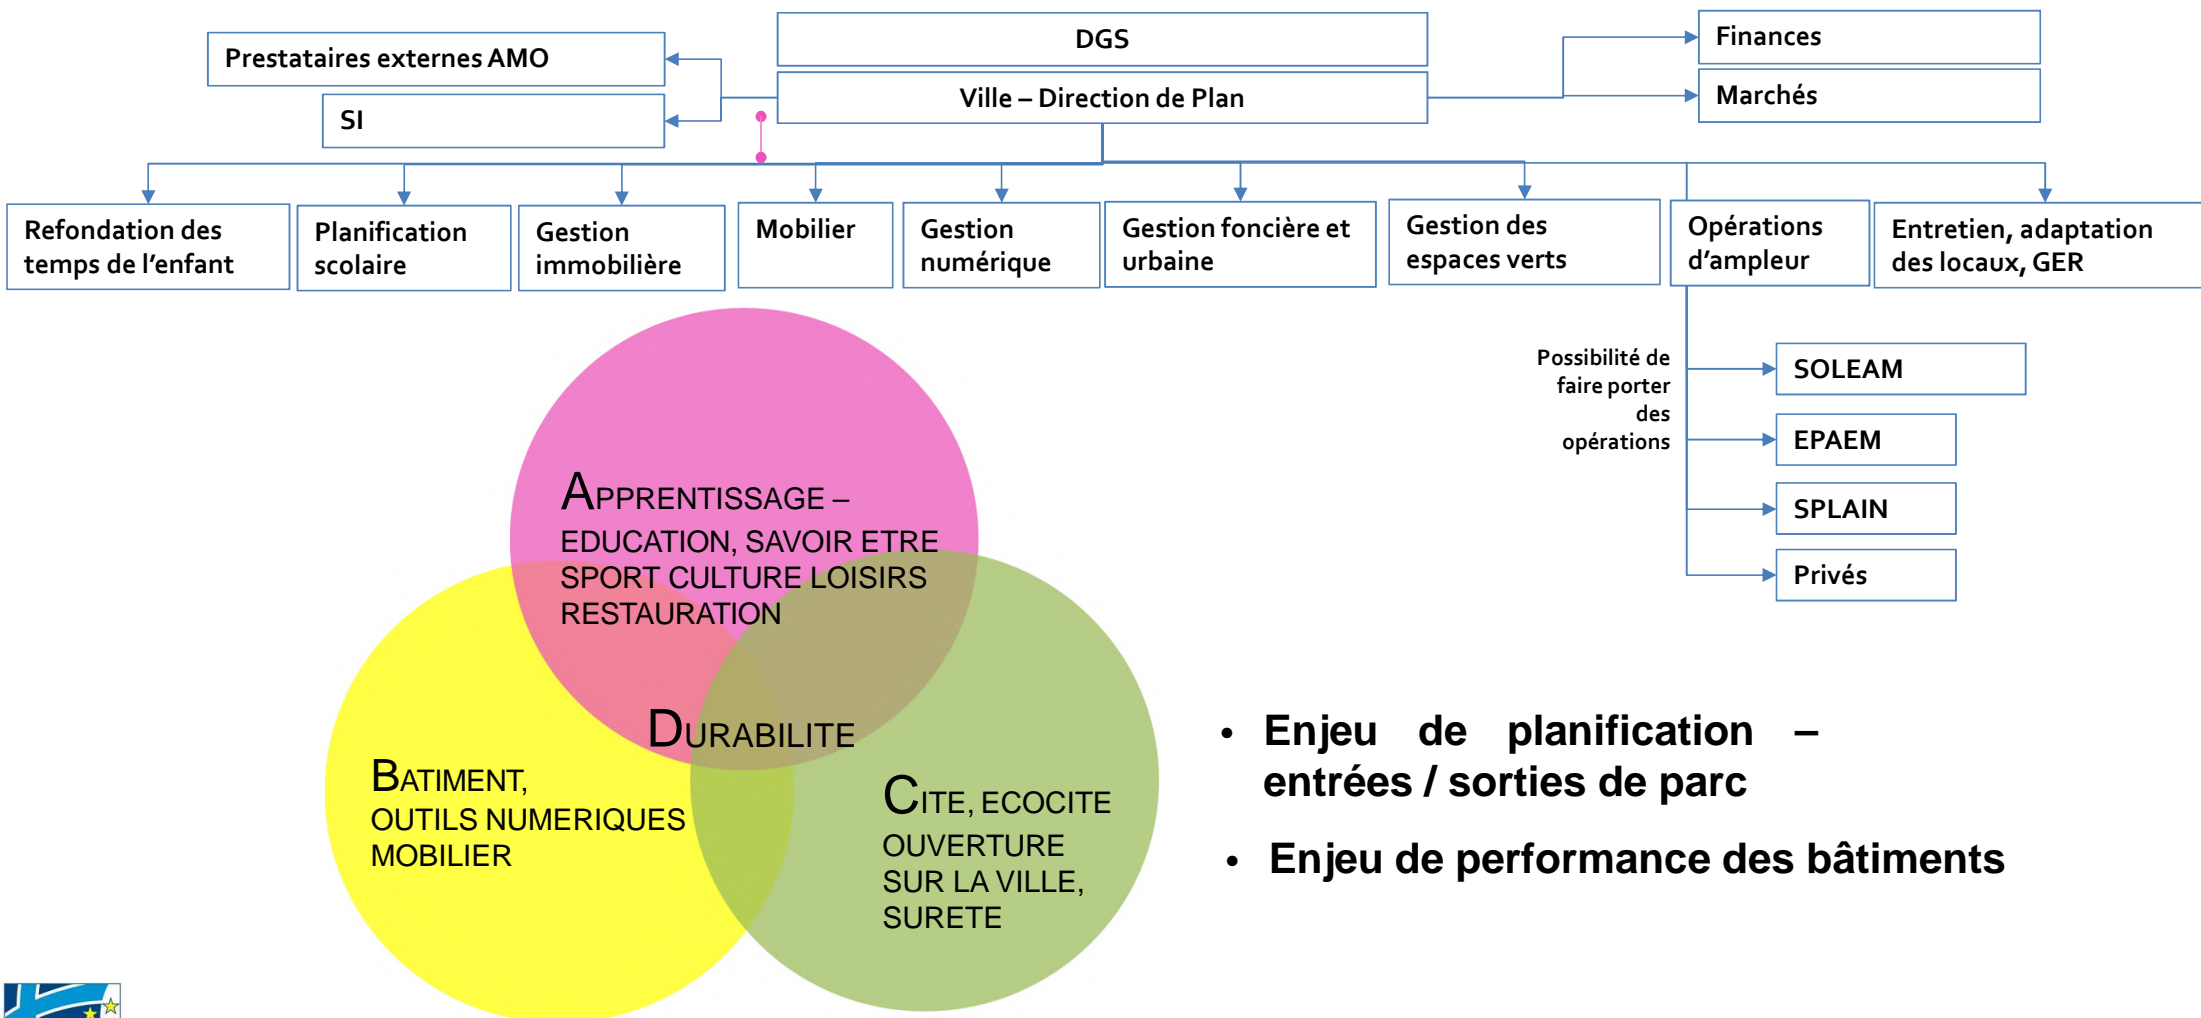 DGS
Prestataires externes AMO
Finances
Ville – Direction de Plan
Marchés
SI
Refondation des
temps de l'enfant
Planification
scolaire
Gestion
immobilière
Mobilier
Gestion
numérique
Gestion foncière et
urbaine
Gestion des
espaces verts
Opérations
d'ampleur
Entretien, adaptation
des locaux, GER
Possibilité de
faire porter
des
opérations
SOLEAM
EPAEM
SPLAIN
Privés
APPRENTISSAGE –
EDUCATION, SAVOIR ETRE
SPORT CULTURE LOISIRS
RESTAURATION
DURABILITE
BATIMENT,
OUTILS NUMERIQUES
MOBILIER
CITE, ECOCITE
OUVERTURE
SUR LA VILLE,
SURETE
• Enjeu de planification –
entrées / sorties de parc
• Enjeu de performance des bâtiments